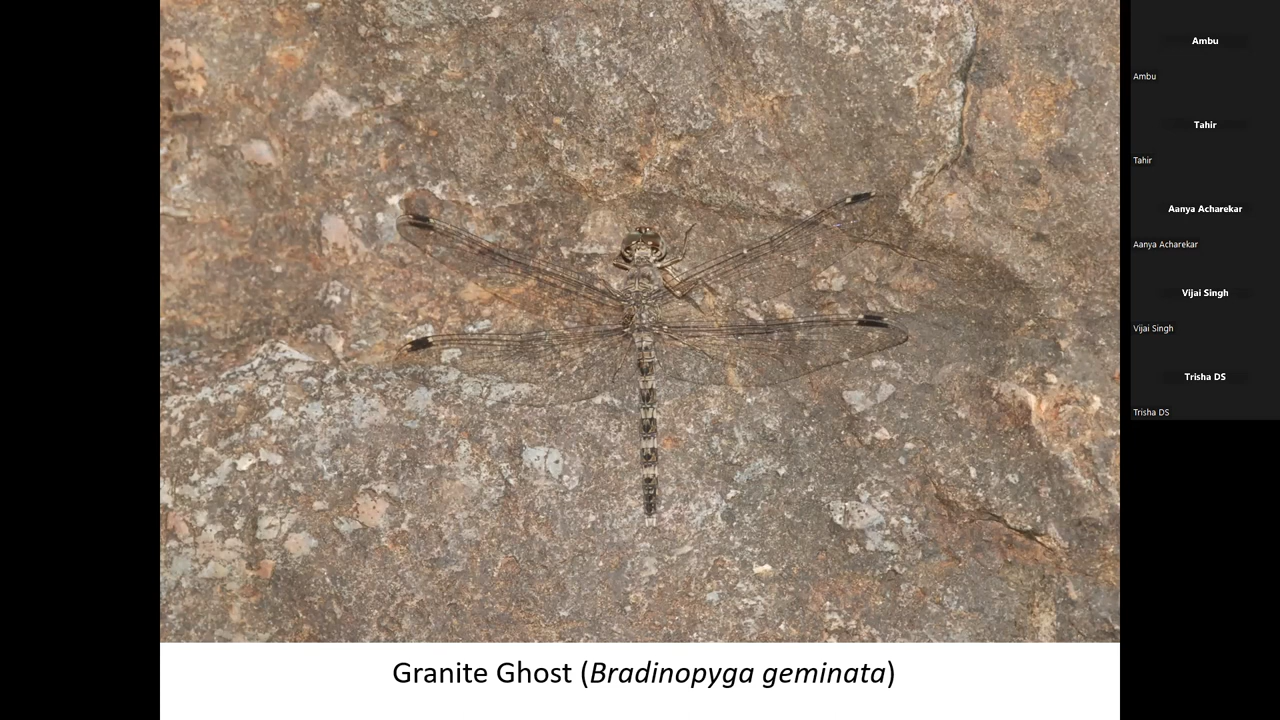 Ambu
Ambu
Tahir
Tahir
Aanya Acharekar
Aanya Acharekar
Vijai Singh
Vijai Singh
Trisha DS
Trisha DS
Granite Ghost (Bradinopyga geminata)